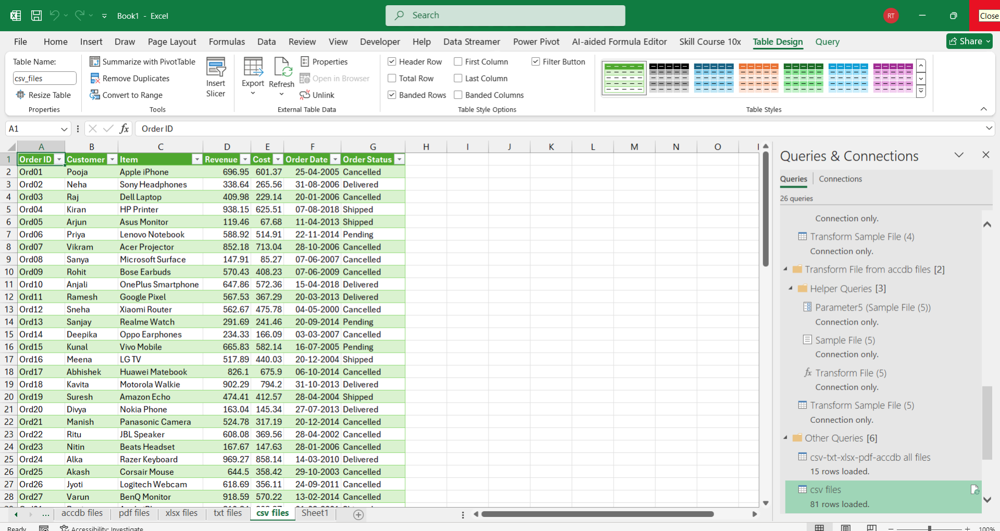 Book1 - Excel
Search
RT
Close
File Home Insert Draw Page Layout Formulas Data Review View Developer Help Data Streamer Power Pivot AI-aided Formula Editor Skill Course 10x Table Design Query Share
Table Name:
csv_files
Resize Table
Properties
Summarize with PivotTable
Remove Duplicates
Convert to Range
Tools
Insert
Slicer
Export
Refresh
Properties
Open in Browser
Unlink
External Table Data
Header Row First Column Filter Button
Total Row Last Column
Banded Rows Banded Columns
Table Style Options
Table Styles
A1 fx Order ID
A B C D E F G H I J K L M N O
1 Order ID Customer Item Revenue Cost Order Date Order Status
2 Ord01 Pooja Apple iPhone 696.95 601.37 25-04-2005 Cancelled
3 Ord02 Neha Sony Headphones 338.64 265.56 31-08-2006 Delivered
4 Ord03 Raj Dell Laptop 409.98 229.14 20-01-2006 Cancelled
5 Ord04 Kiran HP Printer 938.15 625.51 07-08-2018 Shipped
6 Ord05 Arjun Asus Monitor 119.46 67.68 11-04-2013 Shipped
7 Ord06 Priya Lenovo Notebook 588.92 514.91 22-11-2014 Pending
8 Ord07 Vikram Acer Projector 852.18 713.04 28-10-2006 Cancelled
9 Ord08 Sanya Microsoft Surface 147.91 85.27 07-06-2007 Cancelled
10 Ord09 Rohit Bose Earbuds 570.43 408.23 07-06-2009 Cancelled
11 Ord10 Anjali OnePlus Smartphone 647.86 572.36 15-04-2018 Delivered
12 Ord11 Ramesh Google Pixel 567.53 367.29 20-03-2013 Delivered
13 Ord12 Sneha Xiaomi Router 562.67 475.78 04-05-2000 Cancelled
14 Ord13 Sanjay Realme Watch 291.69 241.46 20-09-2014 Pending
15 Ord14 Deepika Oppo Earphones 234.33 166.09 03-03-2007 Cancelled
16 Ord15 Kunal Vivo Mobile 665.83 582.14 16-07-2005 Pending
17 Ord16 Meena LG TV 517.89 440.03 20-12-2004 Shipped
18 Ord17 Abhishek Huawei Matebook 826.1 675.9 06-10-2014 Cancelled
19 Ord18 Kavita Motorola Walkie 902.29 794.2 31-10-2013 Delivered
20 Ord19 Suresh Amazon Echo 474.41 412.57 28-04-2004 Shipped
21 Ord20 Divya Nokia Phone 163.04 145.34 27-07-2013 Delivered
22 Ord21 Manish Panasonic Camera 524.78 317.19 20-12-2014 Cancelled
23 Ord22 Ritu JBL Speaker 608.08 369.56 28-04-2002 Cancelled
24 Ord23 Nitin Beats Headset 167.67 147.63 28-01-2006 Cancelled
25 Ord24 Alka Razer Keyboard 969.27 858.14 14-03-2010 Delivered
26 Ord25 Akash Corsair Mouse 644.5 358.42 29-10-2003 Cancelled
27 Ord26 Jyoti Logitech Webcam 618.69 356.11 24-09-2011 Cancelled
28 Ord27 Varun BenQ Monitor 918.59 570.22 13-02-2014 Cancelled
... accdb files pdf files xlsx files txt files csv files Sheet1
Ready Accessibility: Investigate 100%
Queries & Connections
Queries Connections
26 queries
Connection only.
Transform Sample File (4)
Connection only.
Transform File from accdb files [2]
Helper Queries [3]
Parameter5 (Sample File (5))
Connection only.
Sample File (5)
Connection only.
fx Transform File (5)
Connection only.
Transform Sample File (5)
Connection only.
Other Queries [6]
csv-txt-xlsx-pdf-accdb all files
15 rows loaded.
csv files
81 rows loaded.